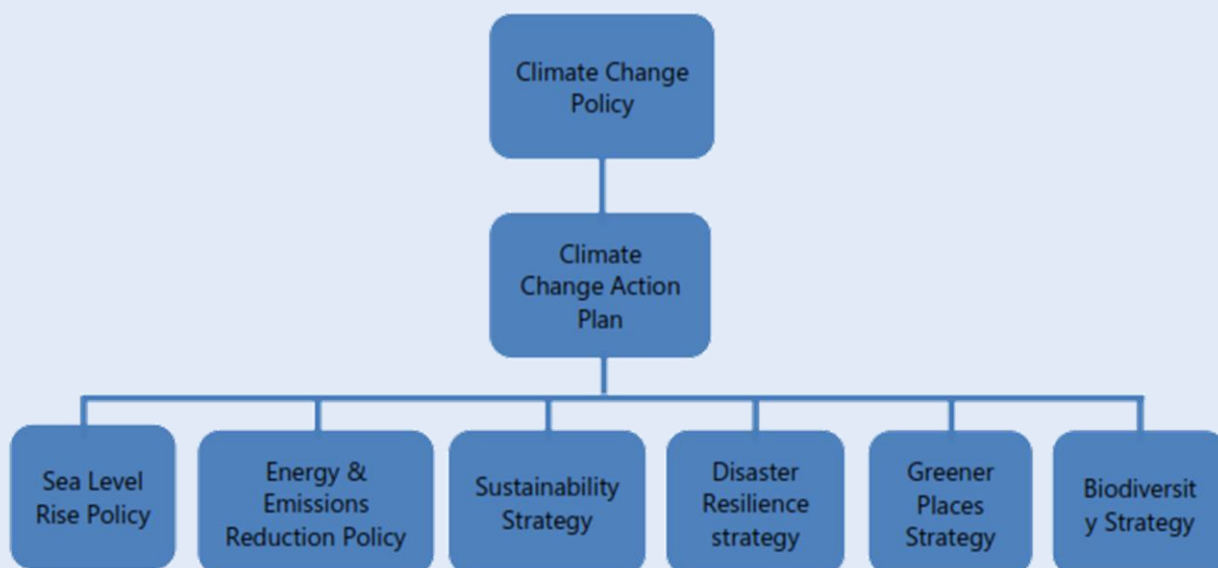 Climate Change
Policy
Climate
Change Action
Plan
Sea Level
Rise Policy
Energy &
Emissions
Reduction Policy
Sustainability
Strategy
Disaster
Resilience
strategy
Greener
Places
Strategy
Biodiversit
y Strategy